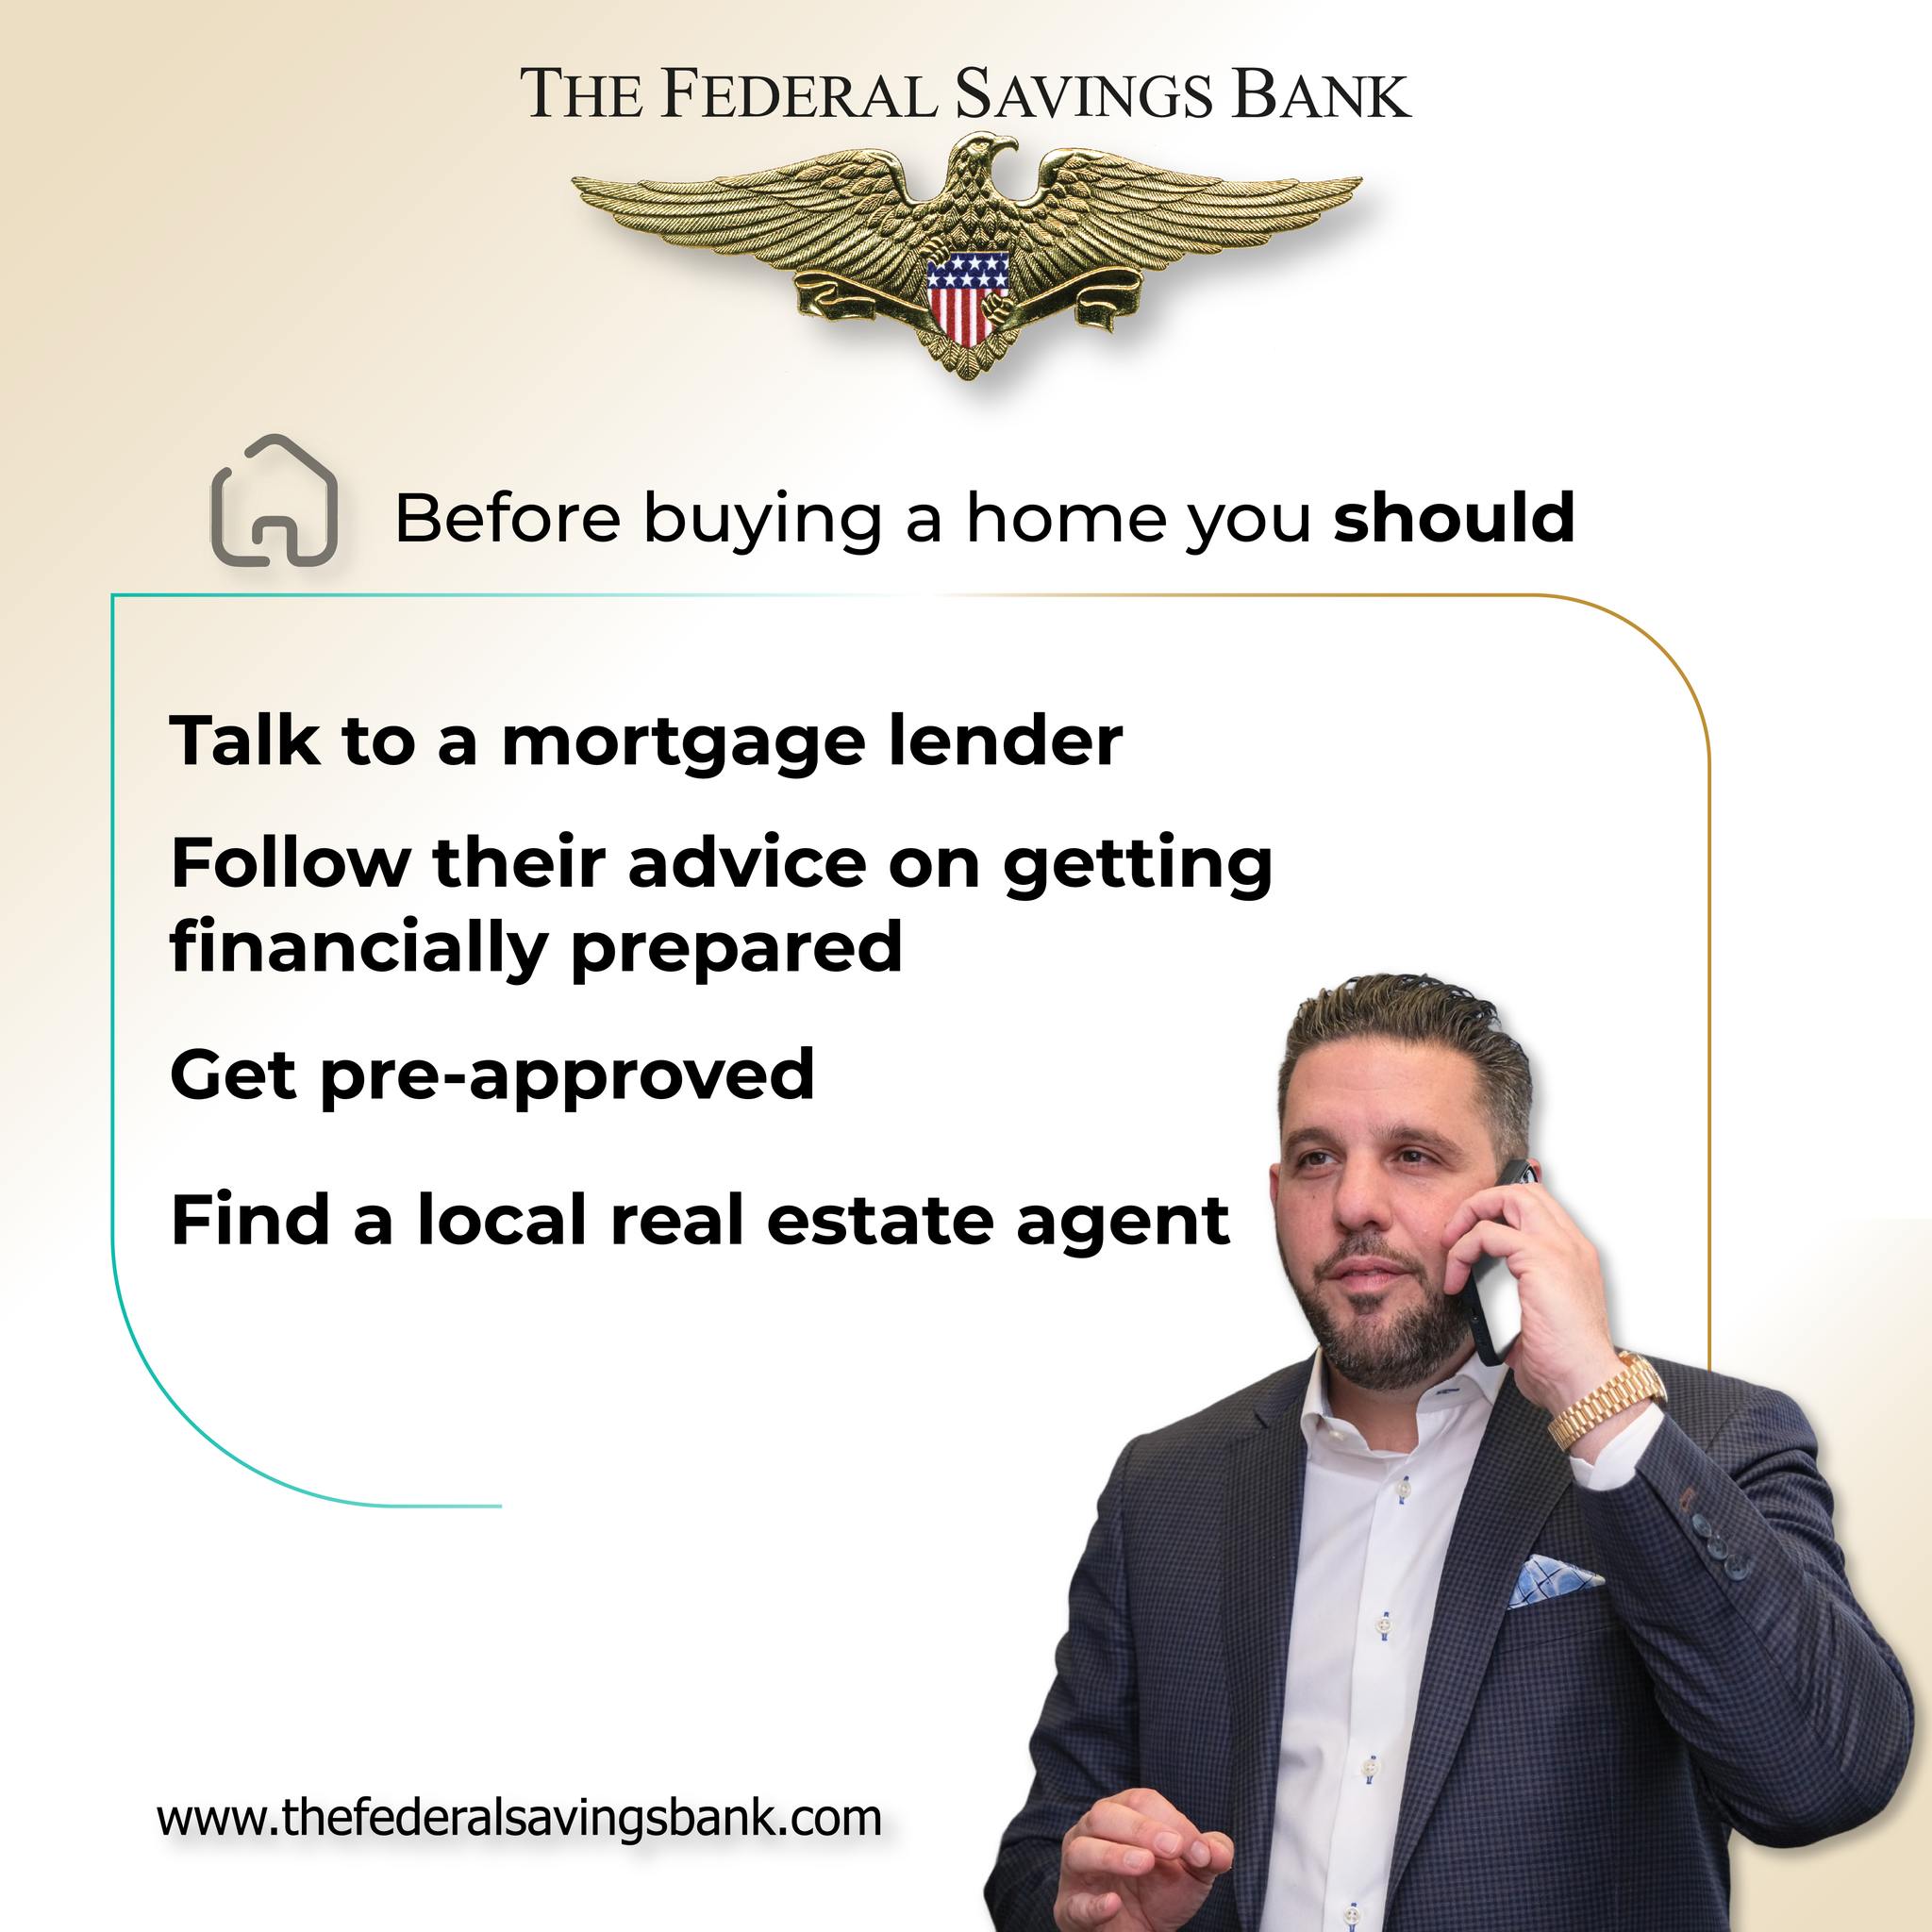 THE FEDERAL SAVINGS BANK
Before buying a home you should
Talk to a mortgage lender
Follow their advice on getting
financially prepared
Get pre-approved
Find a local real estate agent
www.thefederalsavingsbank.com